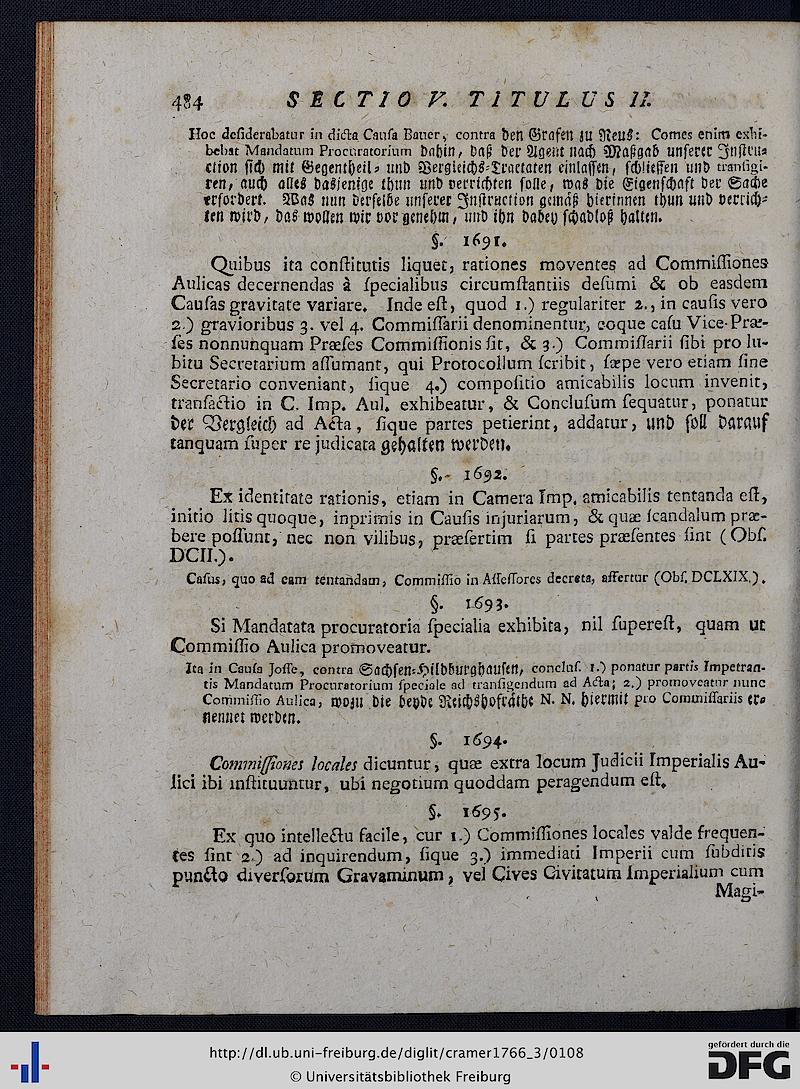 484 SECTIO V. TITULUS II.
Hoc deſiderabatur in dicta Cauſa Bauer, contra den Grafen zu Reus: Comes enim exhi-
bebat Mandatum Procuratorium dahin, daß der Agent nach Maßgab unſerer Inſtru-
ction ſich mit Gegentheil- und Vergleichs-Tractaten einlaſſen, ſchlieſſen und tranſigi-
ren, auch alles dasjenige thun und verrichten ſolle, was die Eigenſchaft der Sache
erfordert. Was nun derſelbe unſerer Inſtruction gemäß hierinnen thun und verrich-
ten wird, das wollen wir vor genehm, und ihn dabey ſchadloß halten.
§. 1691.
Quibus ita conſtitutis liquet, rationes moventes ad Commiſſiones
Aulicas decernendas à ſpecialibus circumſtantiis deſumi & ob easdem
Cauſas gravitate variare. Inde eſt, quod 1.) regulariter 2., in cauſis vero
2.) gravioribus 3. vel 4. Commiſſarii denominentur, eoque caſu Vice-Præ-
ſes nonnunquam Præſes Commiſſionis ſit, & 3.) Commiſſarii ſibi pro lu-
bitu Secretarium aſſumant, qui Protocollum ſcribit, ſæpe vero etiam ſine
Secretario conveniant, ſique 4.) compoſitio amicabilis locum invenit,
tranſactio in C. Imp. Aul. exhibeatur, & Concluſum ſequatur, ponatur
der Vergleich ad Acta, ſique partes petierint, addatur, und ſoll darauf
tanquam ſuper re judicata gehalten werden.
§. 1692.
Ex identitate rationis, etiam in Camera Imp. amicabilis tentanda eſt,
initio litis quoque, inprimis in Cauſis injuriarum, & quæ ſcandalum præ-
bere poſſunt, nec non vilibus, præſertim ſi partes præſentes ſint (Obſ.
DCII.).
Caſus, quo ad eam tentandam, Commiſſio in Aſſeſſores decreta, affertur (Obſ. DCLXIX.).
§. 1693.
Si Mandatata procuratoria ſpecialia exhibita, nil ſupereſt, quam ut
Commiſſio Aulica promoveatur.
Ita in Cauſa Joſſe, contra Sachſen-Hildburghauſen, concluſ. 1.) ponatur partis Impetran-
tis Mandatum Procuratorium ſpeciale ad tranſigendum ad Acta; 2.) promoveatur nunc
Commiſſio Aulica, wozu die beyde Reichshofräthe N. N. hiermit pro Commiſſariis er-
nennet werden.
§. 1694.
Commiſſiones locales dicuntur, quæ extra locum Judicii Imperialis Au-
lici ibi inſtituuntur, ubi negotium quoddam peragendum eſt.
§. 1695.
Ex quo intellectu facile, cur 1.) Commiſſiones locales valde frequen-
tes ſint 2.) ad inquirendum, ſique 3.) immediati Imperii cum ſubditis
puncto diverſorum Gravaminum, vel Cives Civitatum Imperialium cum
Magi-
http://dl.ub.uni-freiburg.de/diglit/cramer1766_3/0108
© Universitätsbibliothek Freiburg
gefördert durch die
DFG